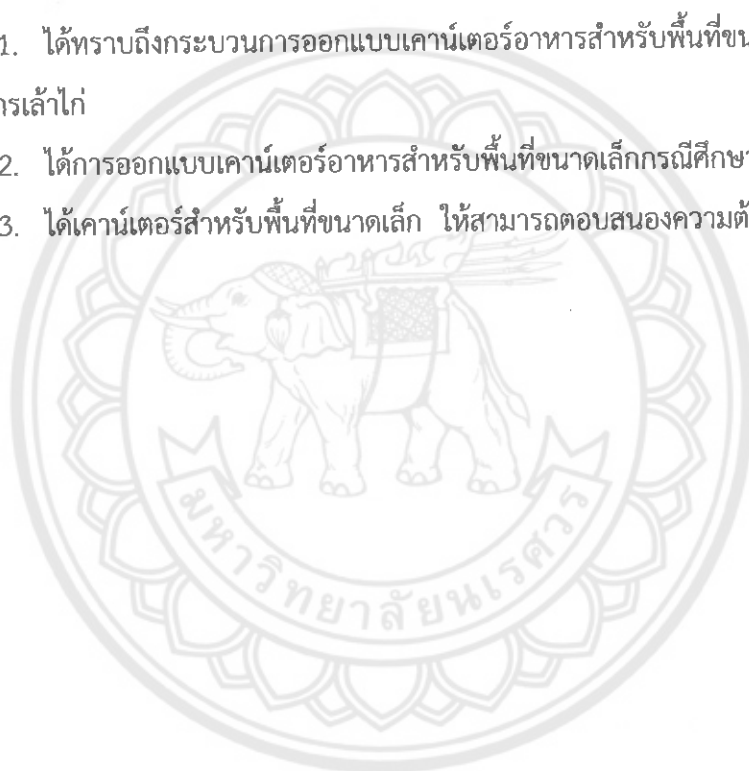 1. ได้ทราบถึงกระบวนการออกแบบเคาน์เตอร์อาหารสำหรับพื้นที่ขน
ารเล้าไก่
2. ได้การออกแบบเคาน์เตอร์อาหารสำหรับพื้นที่ขนาดเล็กกรณีศึกษา
3. ได้เคาน์เตอร์สำหรับพื้นที่ขนาดเล็ก ให้สามารถตอบสนองความต้
มหาวิทยาลัยนเรศวร